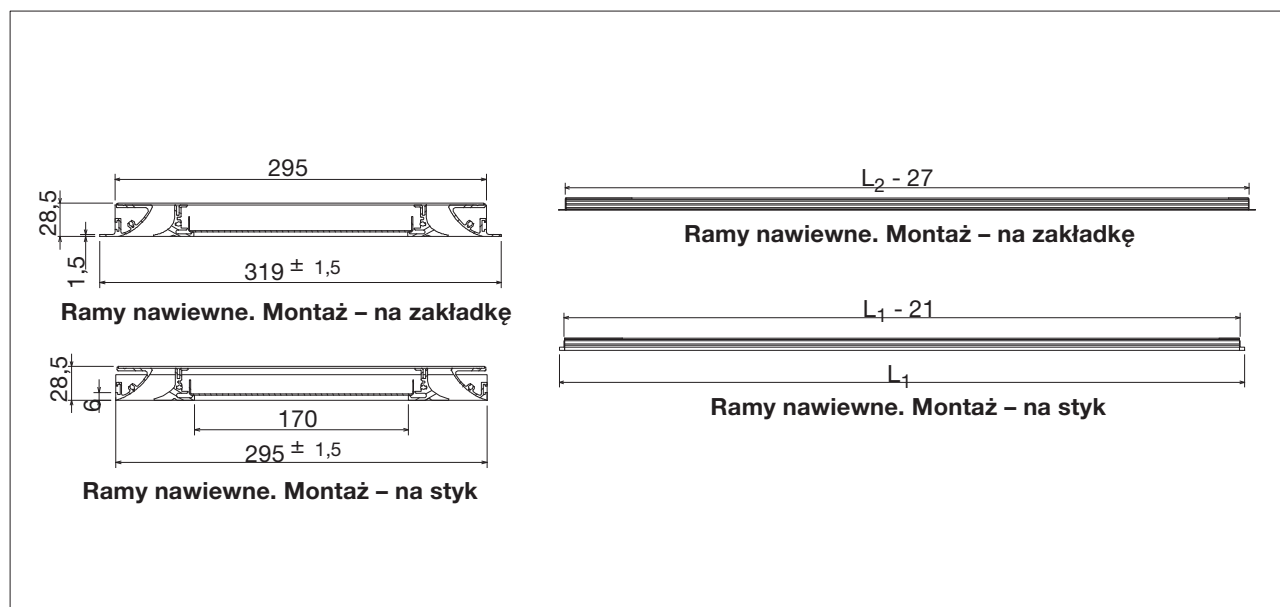 295
28,5
1,5
319 ± 1,5
Ramy nawiewne. Montaż – na zakładkę
28,5
6
170
295 ± 1,5
Ramy nawiewne. Montaż – na styk
L2 - 27
Ramy nawiewne. Montaż – na zakładkę
L1 - 21
L1
Ramy nawiewne. Montaż – na styk